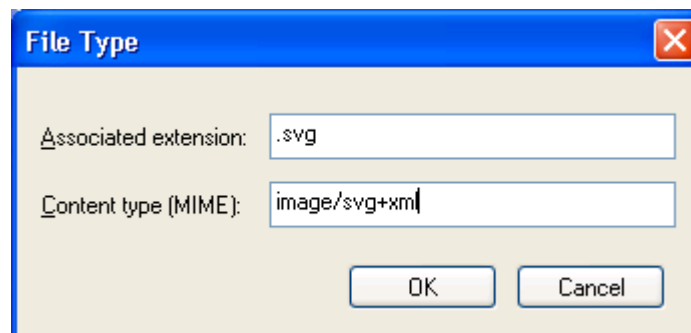 File Type
Associated extension: .svg
Content type (MIME): image/svg+xml
OK Cancel